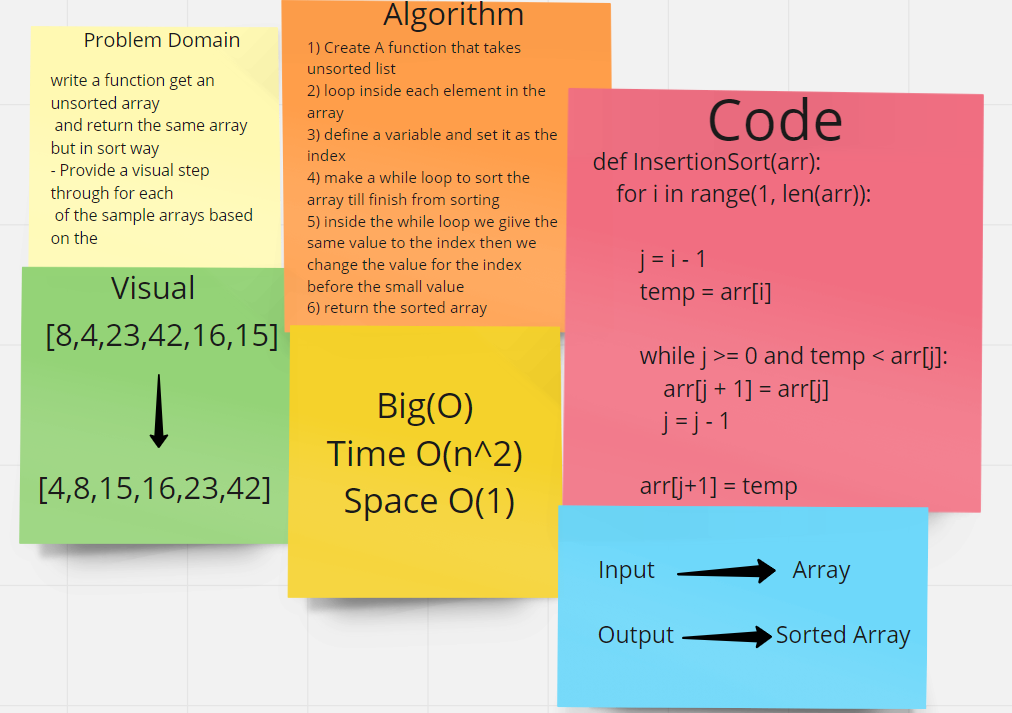 Problem Domain
write a function get an
unsorted array
and return the same array
but in sort way
- Provide a visual step
through for each
of the sample arrays based
on the
Algorithm
1) Create A function that takes
unsorted list
2) loop inside each element in the
array
3) define a variable and set it as the
index
4) make a while loop to sort the
array till finish from sorting
5) inside the while loop we giive the
same value to the index then we
change the value for the index
before the small value
6) return the sorted array
Code
def InsertionSort(arr):
for i in range(1, len(arr)):
j = i - 1
temp = arr[i]
while j >= 0 and temp < arr[j]:
arr[j + 1] = arr[j]
j = j - 1
arr[j+1] = temp
Visual
[8,4,23,42,16,15]
[4,8,15,16,23,42]
Big(O)
Time O(n^2)
Space O(1)
Input Array
Output Sorted Array